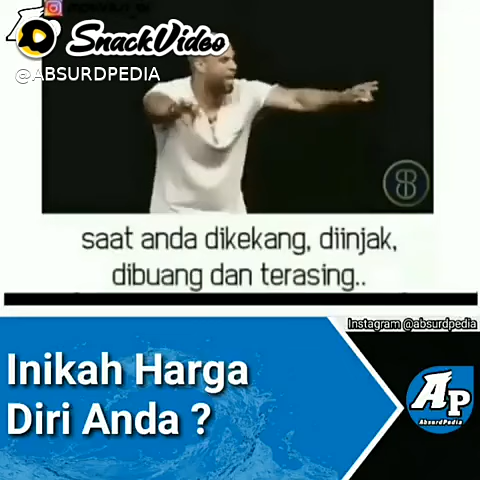 SnackVideo
@ABSURDPEDIA
saat anda dikekang, diinjak,
dibuang dan terasing..
Instagram @absurdpedia
Inikah Harga
Diri Anda ?
AP
AbsurdPedia